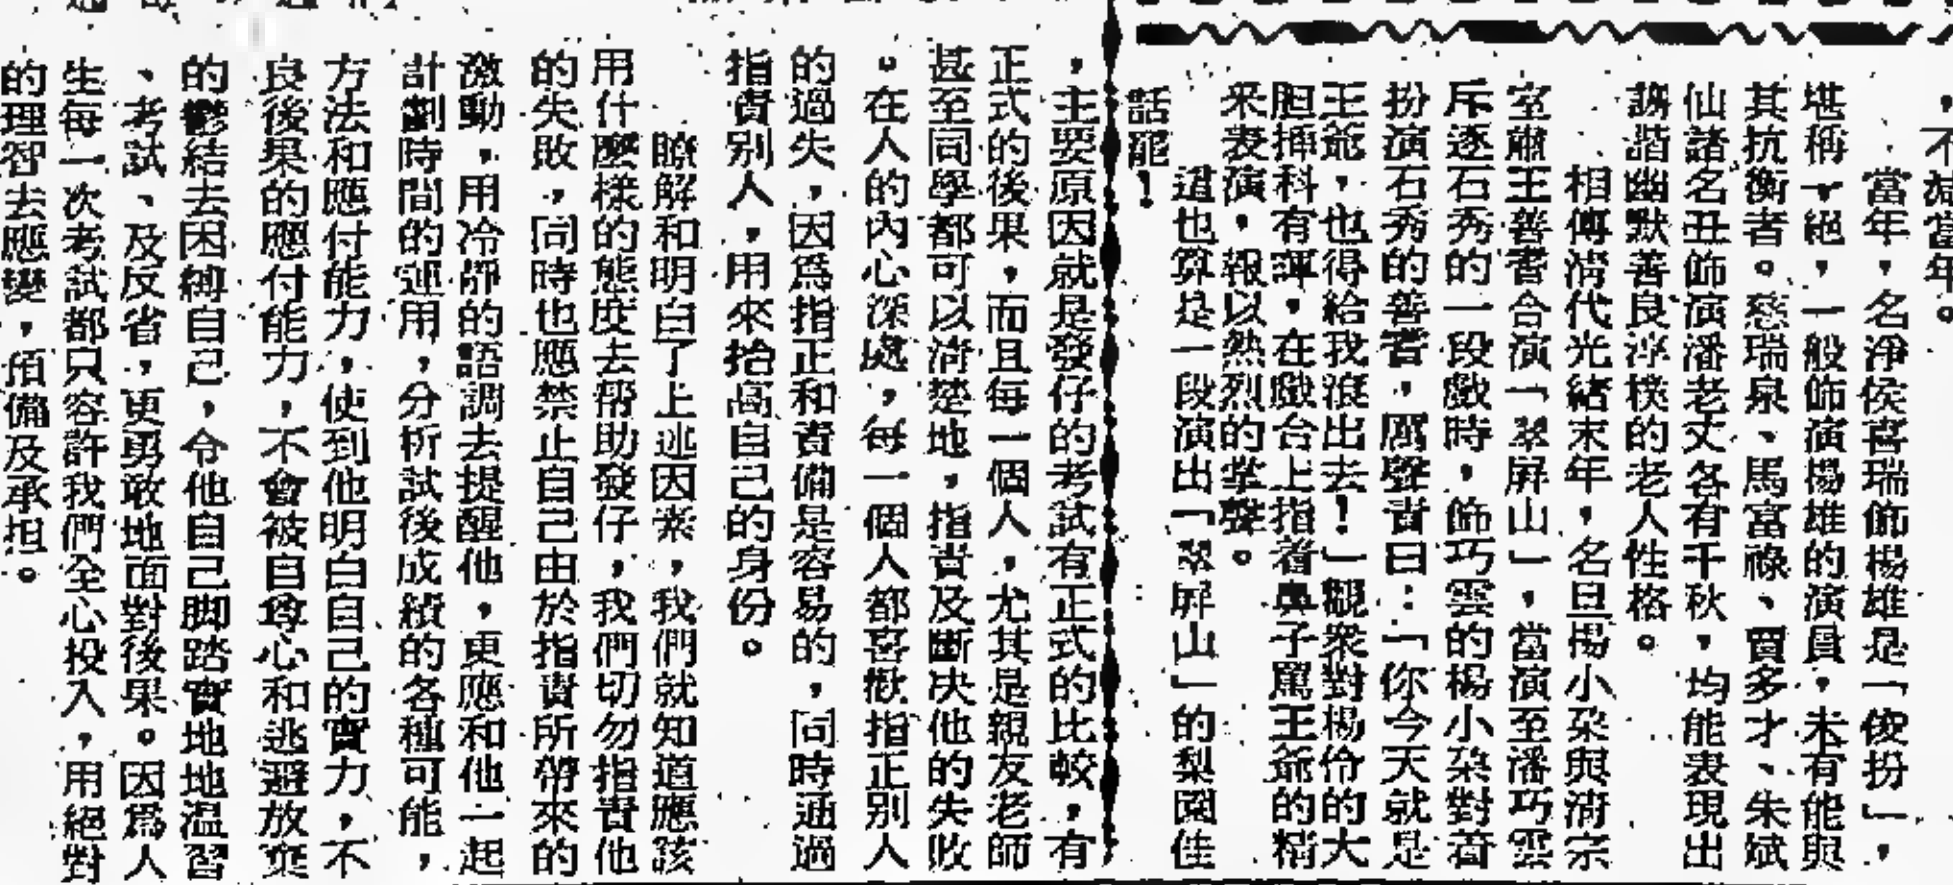 ，不減當年。
當年，名淨侯喜瑞飾楊雄是「俊扮」，
堪稱一絕，一般飾演楊雄的演員，未有能與
其抗衡者。慈瑞泉、馬富祿、賈多才、朱斌
仙諸名丑飾演潘老丈各有千秋，均能表現出
詼諧幽默善良淳樸的老人性格。
相傳清代光緒末年，名旦楊小朶與清宗
室肅王善耆合演「翠屏山」，當演至潘巧雲
斥逐石秀的一段戲時，飾巧雲的楊小朶對着
扮演石秀的善耆，厲聲責曰：「你今天就是
王爺，也得給我滾出去！」觀衆對楊伶的大
胆揮科有譁，在戲台上指着鼻子罵王爺的精
釆表演，報以熱烈的掌聲。
這也算是一段演出「翠屏山」的梨園佳
話罷！
，主要原因就是發仔的考試有正式的比較，有
正式的後果，而且每一個人，尤其是親友老師
甚至同學都可以清楚地，指責及斷决他的失敗
。在人的內心深處，每一個人都喜歡指正别人
的過失，因爲指正和責備是容易的，同時通過
指責别人，用來抬高自己的身份。
瞭解和明白了上述因素，我們就知道應該
用什麼樣的態度去帮助發仔，我們切勿指責他
的失敗，同時也應禁止自己由於指責所帶來的
激動，用冷靜的語調去提醒他，更應和他一起
計劃時間的運用，分析試後成績的各種可能，
方法和應付能力，使到他明白自己的實力，不
良後果的應付能力，不會被自尊心和逃避放棄
的鬱結去困縛自己，令他自己脚踏實地地温習
、考試、及反省，更勇敢地面對後果。因爲人
生每一次考試都只容許我們全心投入，用絕對
的理智去應變，預備及承担。